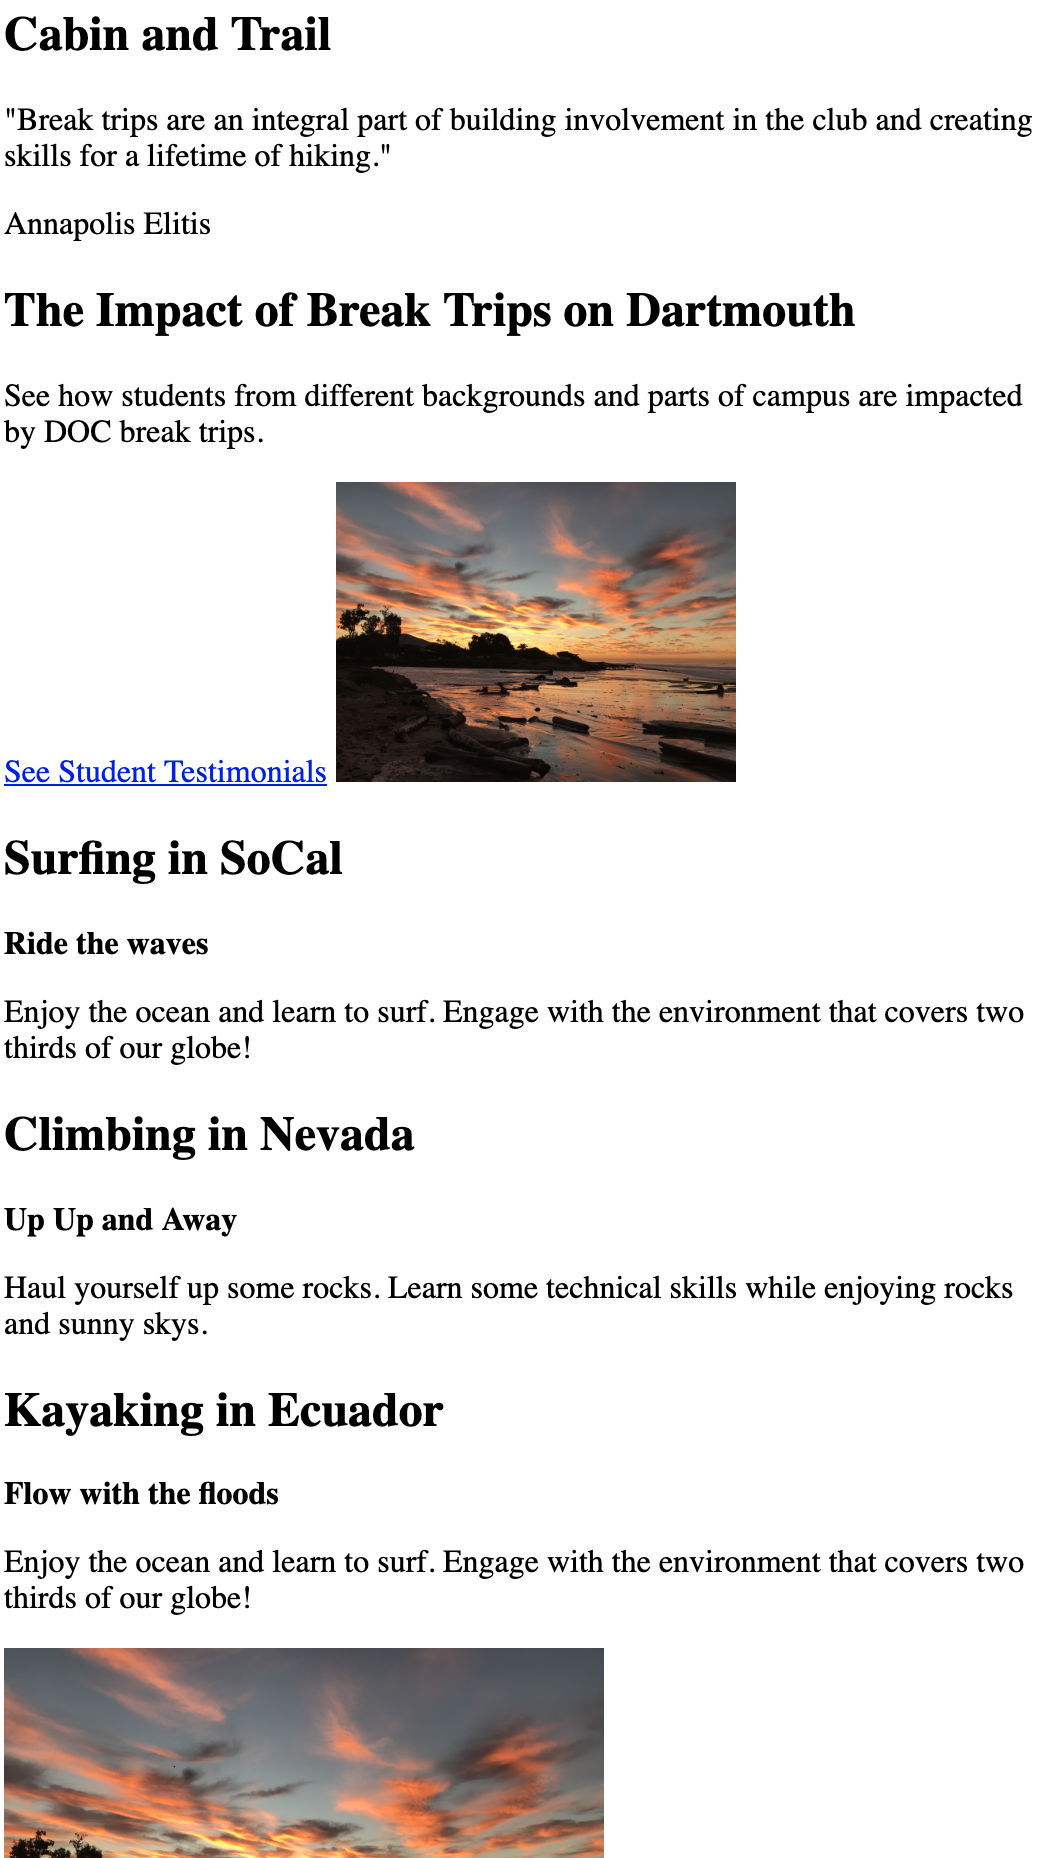 Cabin and Trail
"Break trips are an integral part of building involvement in the club and creating
skills for a lifetime of hiking."
Annapolis Elitis
The Impact of Break Trips on Dartmouth
See how students from different backgrounds and parts of campus are impacted
by DOC break trips.
See Student Testimonials
Surfing in SoCal
Ride the waves
Enjoy the ocean and learn to surf. Engage with the environment that covers two
thirds of our globe!
Climbing in Nevada
Up Up and Away
Haul yourself up some rocks. Learn some technical skills while enjoying rocks
and sunny skys.
Kayaking in Ecuador
Flow with the floods
Enjoy the ocean and learn to surf. Engage with the environment that covers two
thirds of our globe!